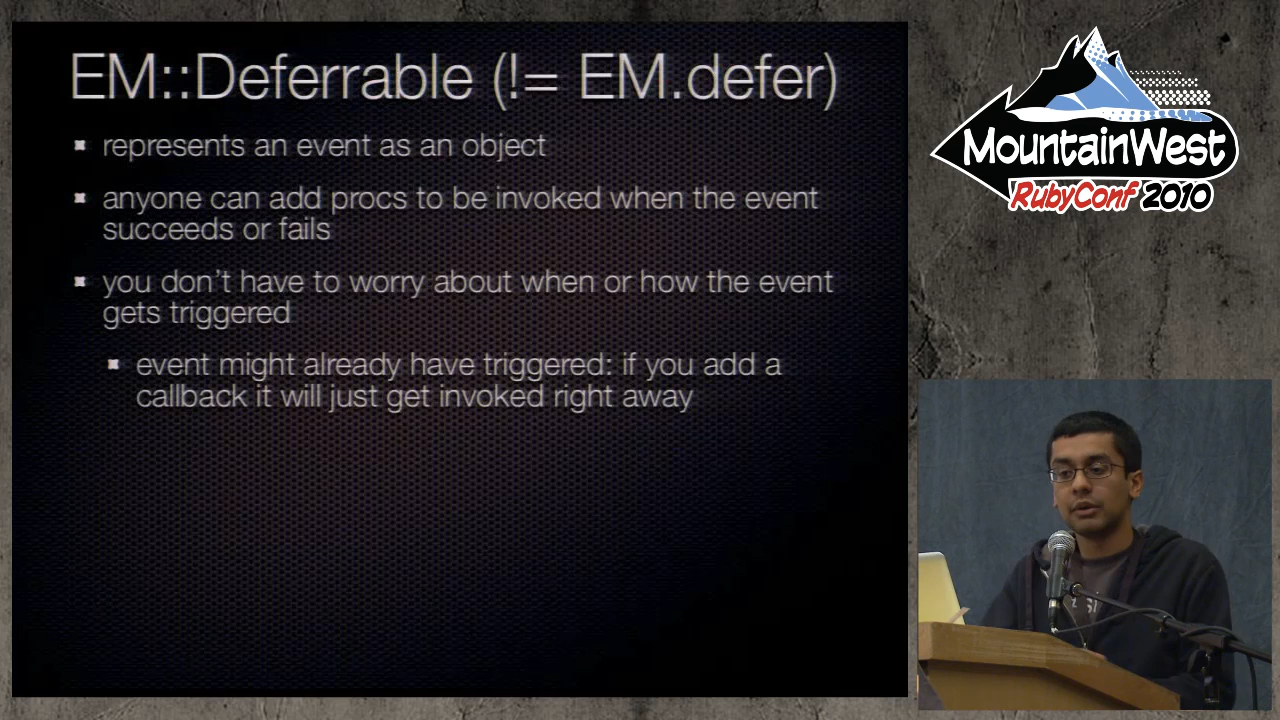 EM::Deferrable (!= EM.defer)
represents an event as an object
anyone can add procs to be invoked when the event
succeeds or fails
you don't have to worry about when or how the event
gets triggered
event might already have triggered: if you add a
callback it will just get invoked right away
MountainWest
RubyConf 2010